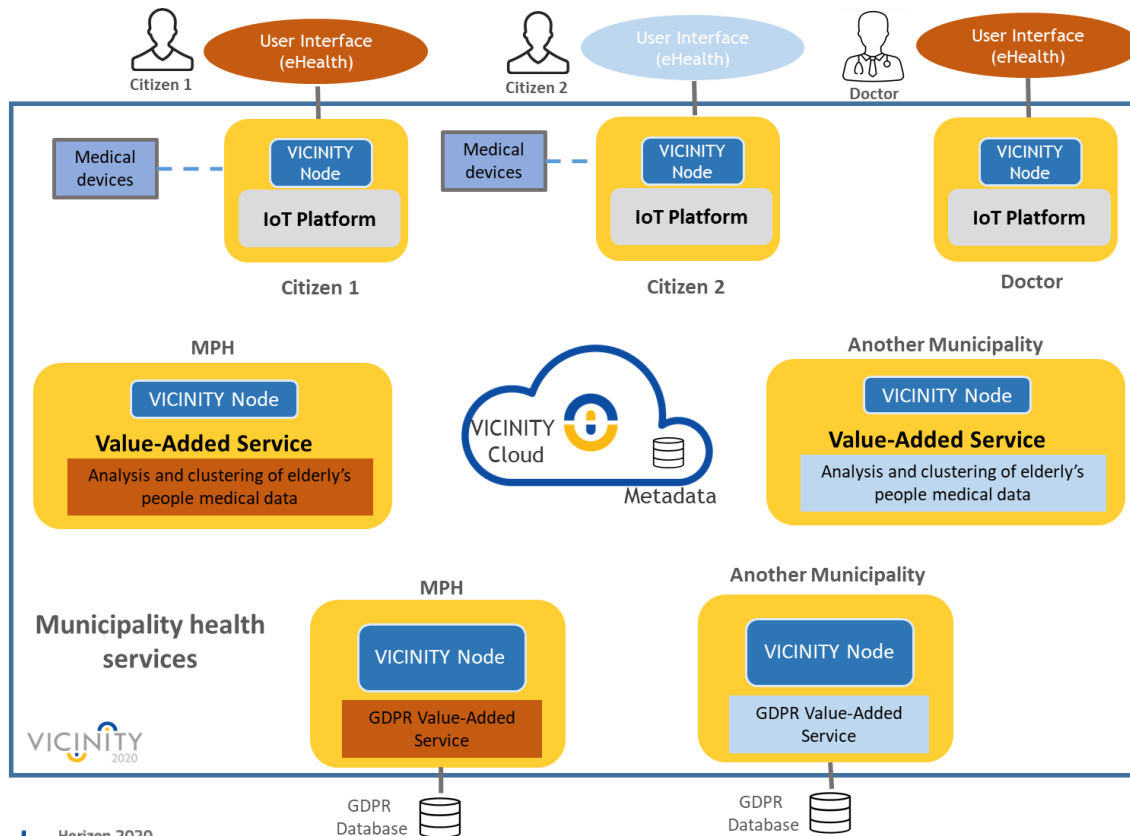 User Interface
(eHealth)
Citizen 1
User Interface
(eHealth)
Citizen 2
User Interface
(eHealth)
Doctor
Medical
devices
VICINITY
Node
IoT Platform
Citizen 1
Medical
devices
VICINITY
Node
IoT Platform
Citizen 2
VICINITY
Node
IoT Platform
Doctor
MPH
VICINITY Node
Value-Added Service
Analysis and clustering of elderly's
people medical data
VICINITY
Cloud
Metadata
Another Municipality
VICINITY Node
Value-Added Service
Analysis and clustering of elderly's
people medical data
Municipality health
services
MPH
VICINITY Node
GDPR Value-Added
Service
GDPR
Database
Another Municipality
VICINITY Node
GDPR Value-Added
Service
GDPR
Database
VICINITY
2020
Horizon 2020